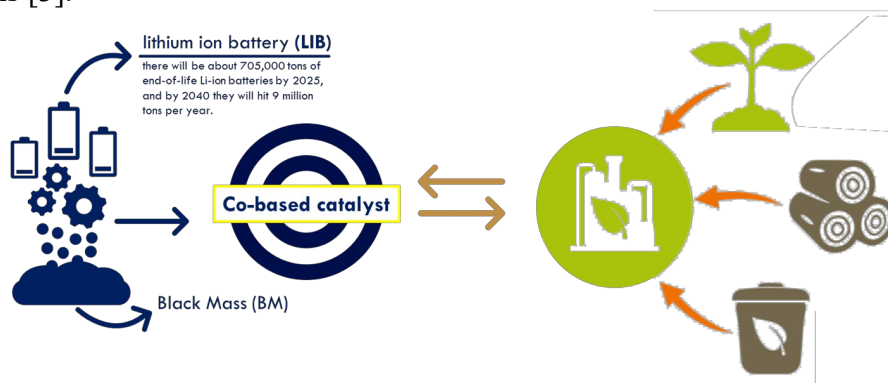 lithium ion battery (LIB)
there will be about 705,000 tons of
end-of-life Li-ion batteries by 2025,
and by 2040 they will hit 9 million
tons per year.
Co-based catalyst
Black Mass (BM)